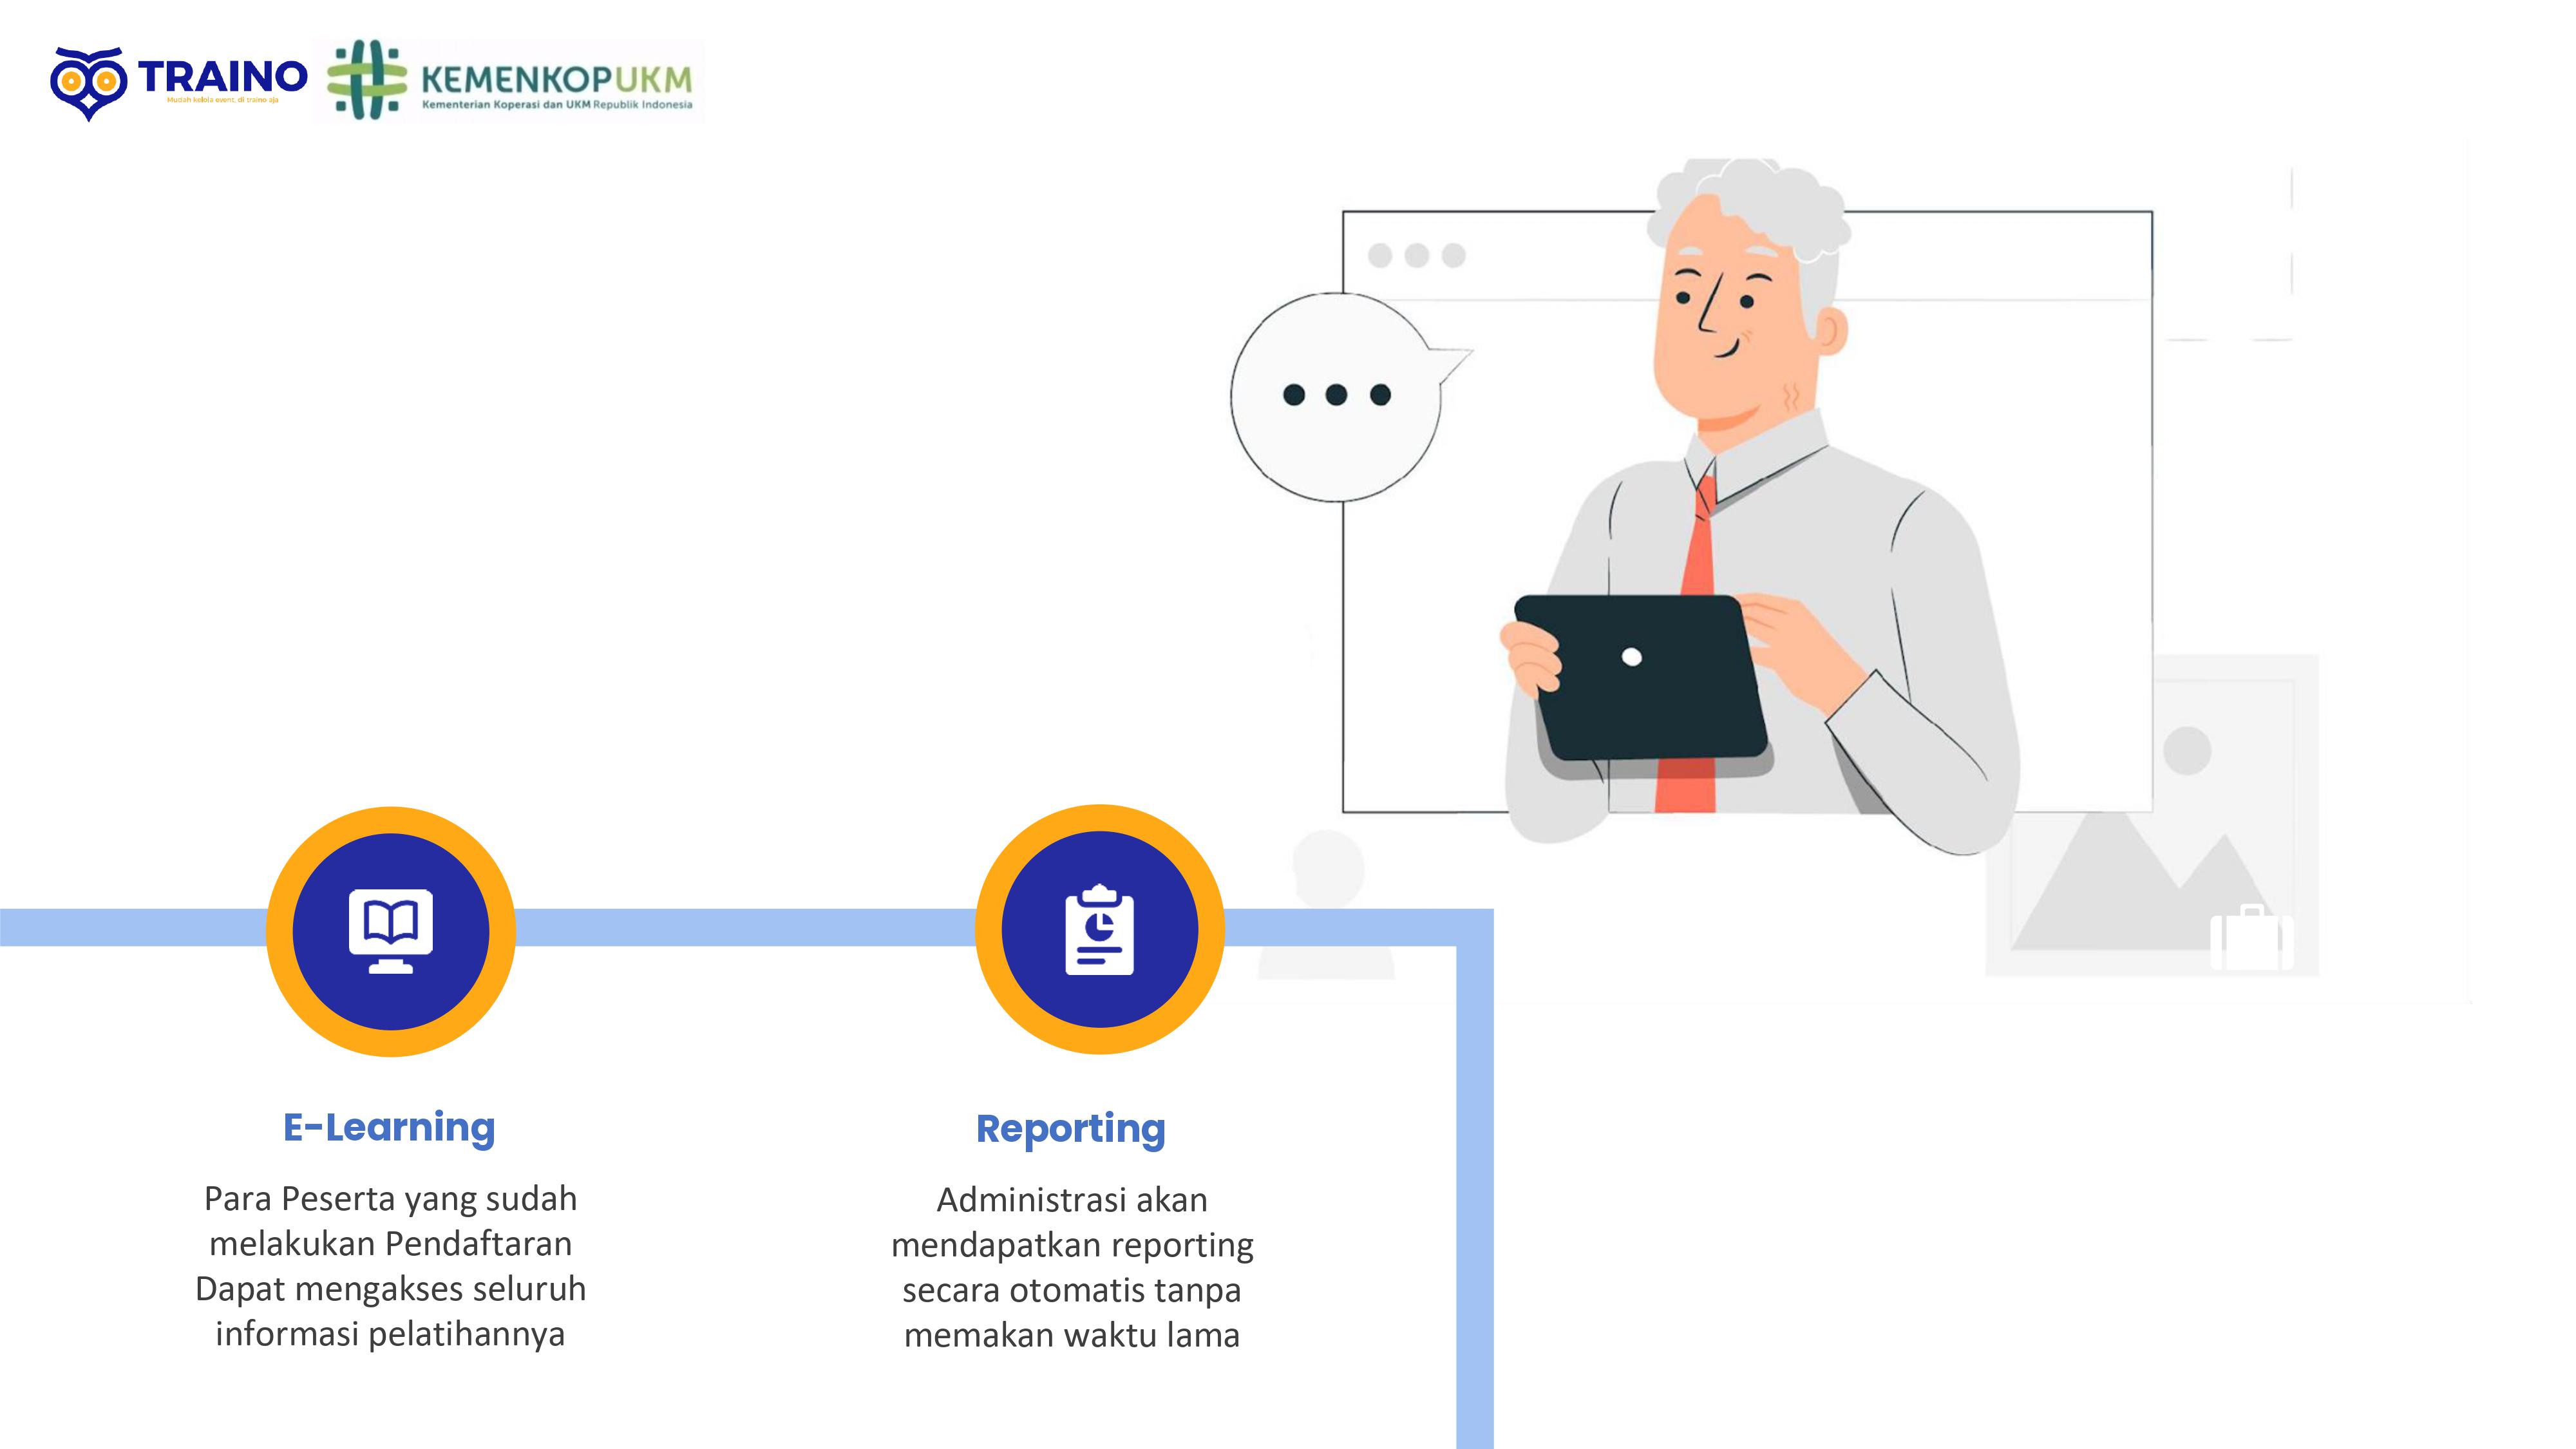 TRAINO
Mudah kelola event, di traino aja
KEMENKOPUKM
Kementerian Koperasi dan UKM Republik Indonesia
E-Learning
Para Peserta yang sudah
melakukan Pendaftaran
Dapat mengakses seluruh
informasi pelatihannya
Reporting
Administrasi akan
mendapatkan reporting
secara otomatis tanpa
memakan waktu lama